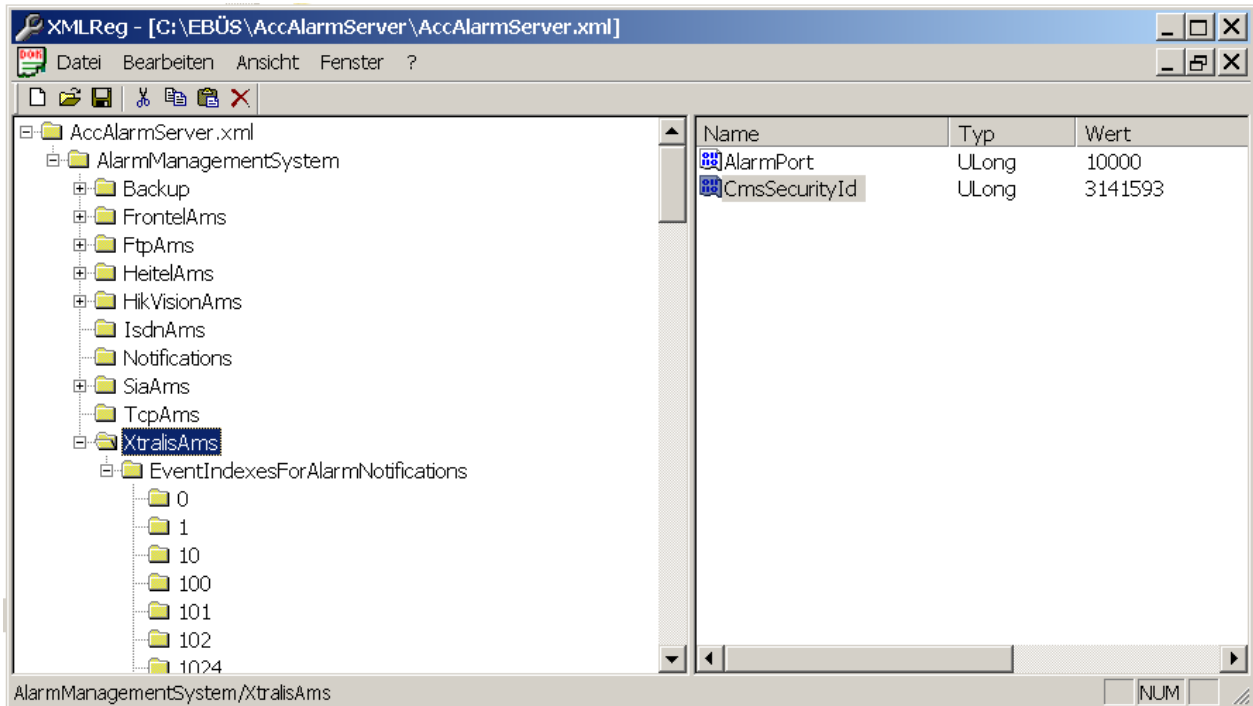 XMLReg - [C:\EBÜS\AccAlarmServer\AccAlarmServer.xml]
Datei Bearbeiten Ansicht Fenster ?
AccAlarmServer.xml
AlarmManagementSystem
Backup
FrontelAms
FtpAms
HeitelAms
HikVisionAms
IsdnAms
Notifications
SiaAms
TcpAms
XtralisAms
EventIndexesForAlarmNotifications
0
1
10
100
101
102
1024
Name Typ Wert
AlarmPort ULong 10000
CmsSecurityId ULong 3141593
AlarmManagementSystem/XtralisAms NUM